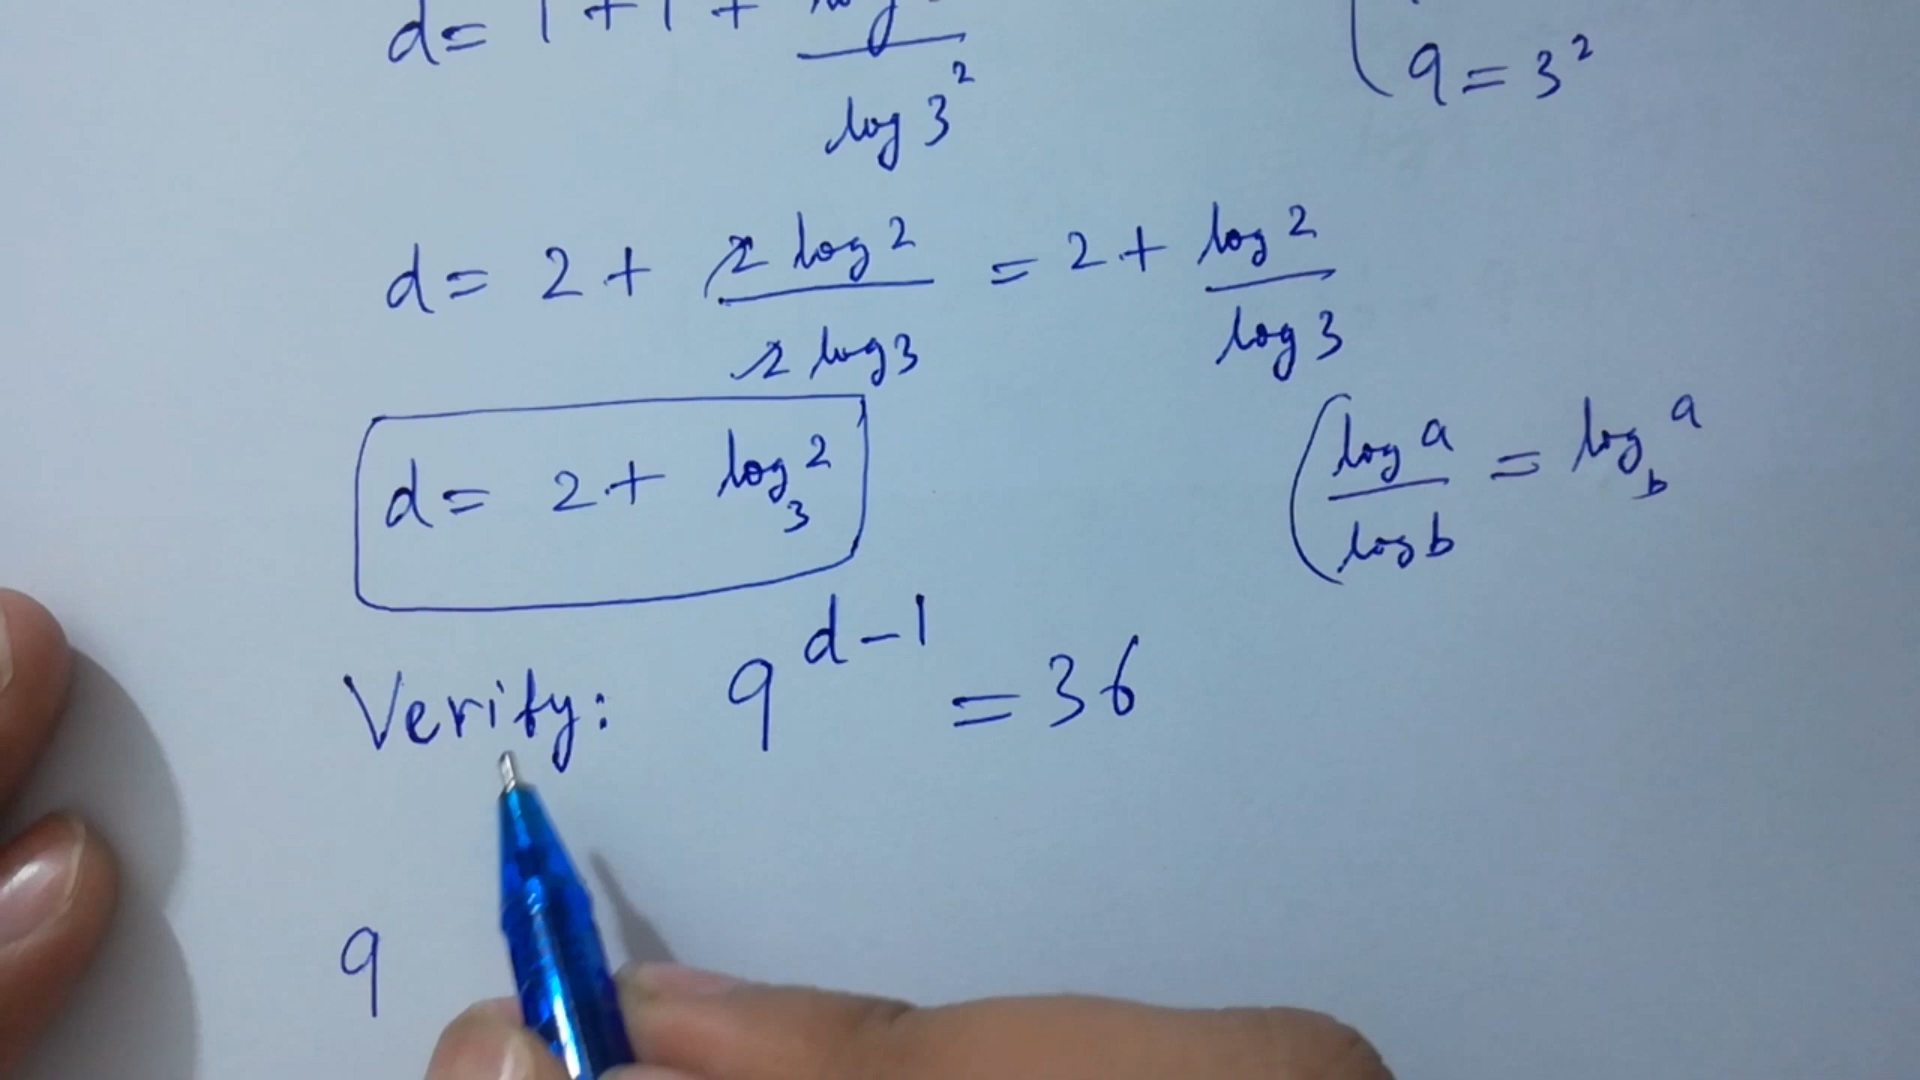 d = 1 + 1 +
log 3²
9 = 3²
d = 2 + 2 log 2 / 2 log 3 = 2 + log 2 / log 3
d = 2 + log₃ 2
( log a / log b = log_b a
Verify: 9^(d-1) = 36
9